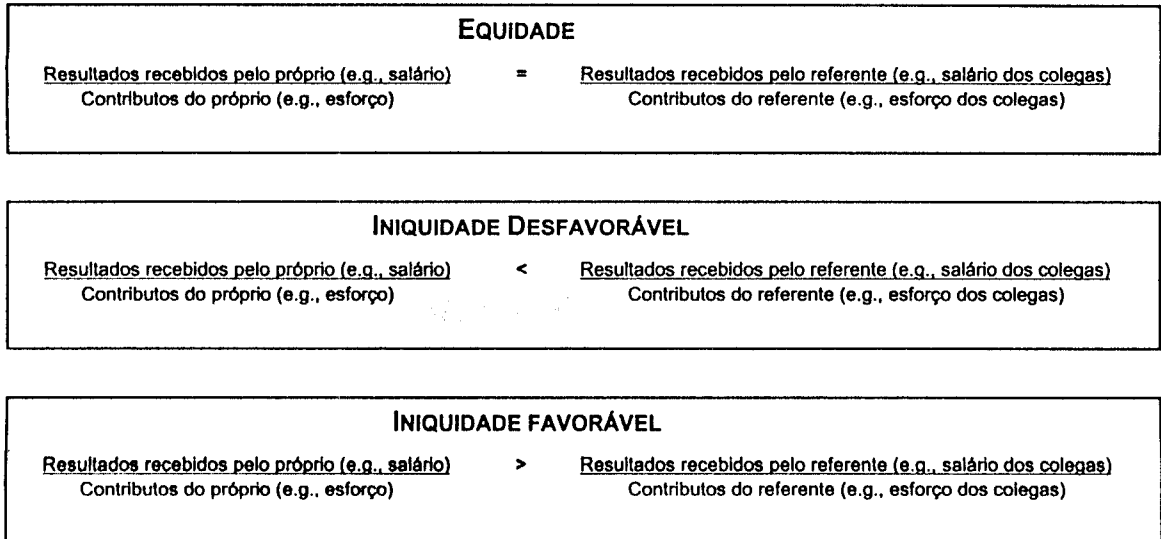 EQUIDADE
Resultados recebidos pelo próprio (e.g., salário) = Resultados recebidos pelo referente (e.g., salário dos colegas)
Contributos do próprio (e.g., esforço) Contributos do referente (e.g., esforço dos colegas)
INIQUIDADE DESFAVORÁVEL
Resultados recebidos pelo próprio (e.g., salário) < Resultados recebidos pelo referente (e.g., salário dos colegas)
Contributos do próprio (e.g., esforço) Contributos do referente (e.g., esforço dos colegas)
INIQUIDADE FAVORÁVEL
Resultados recebidos pelo próprio (e.g., salário) > Resultados recebidos pelo referente (e.g., salário dos colegas)
Contributos do próprio (e.g., esforço) Contributos do referente (e.g., esforço dos colegas)